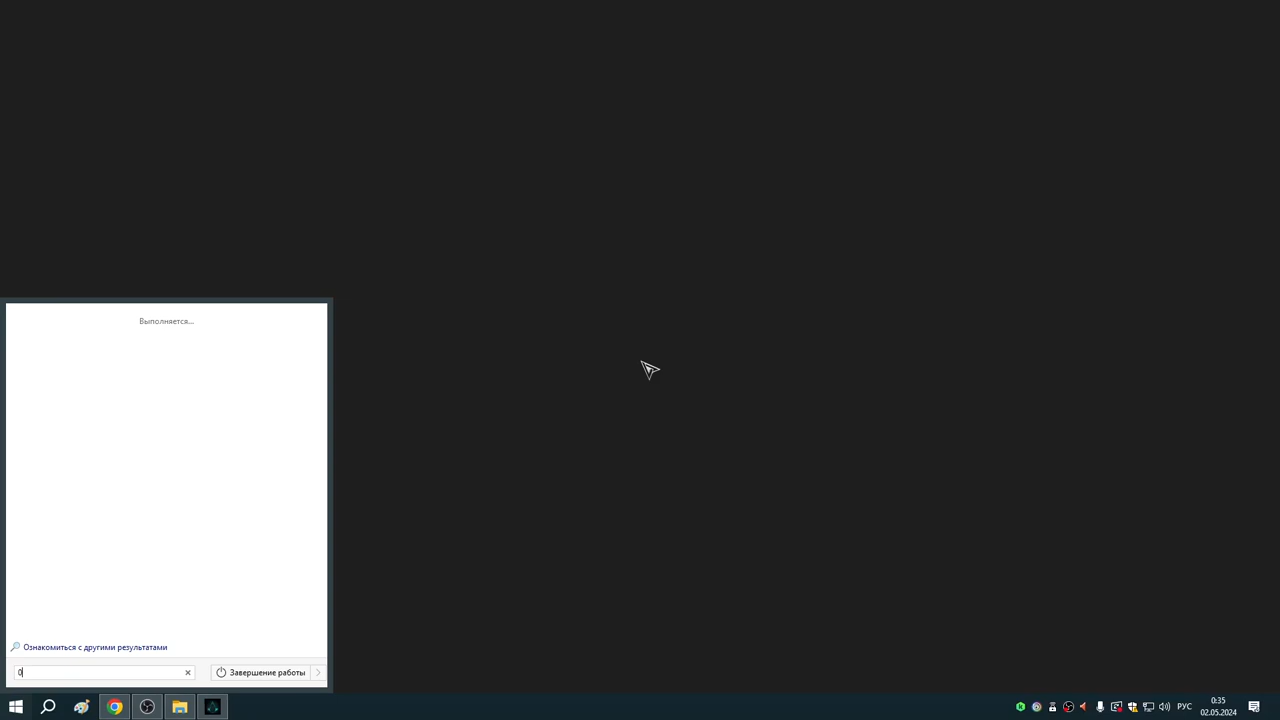 Выполняется...
Ознакомиться с другими результатами
0
Завершение работы
РУС
0:35
02.05.2024